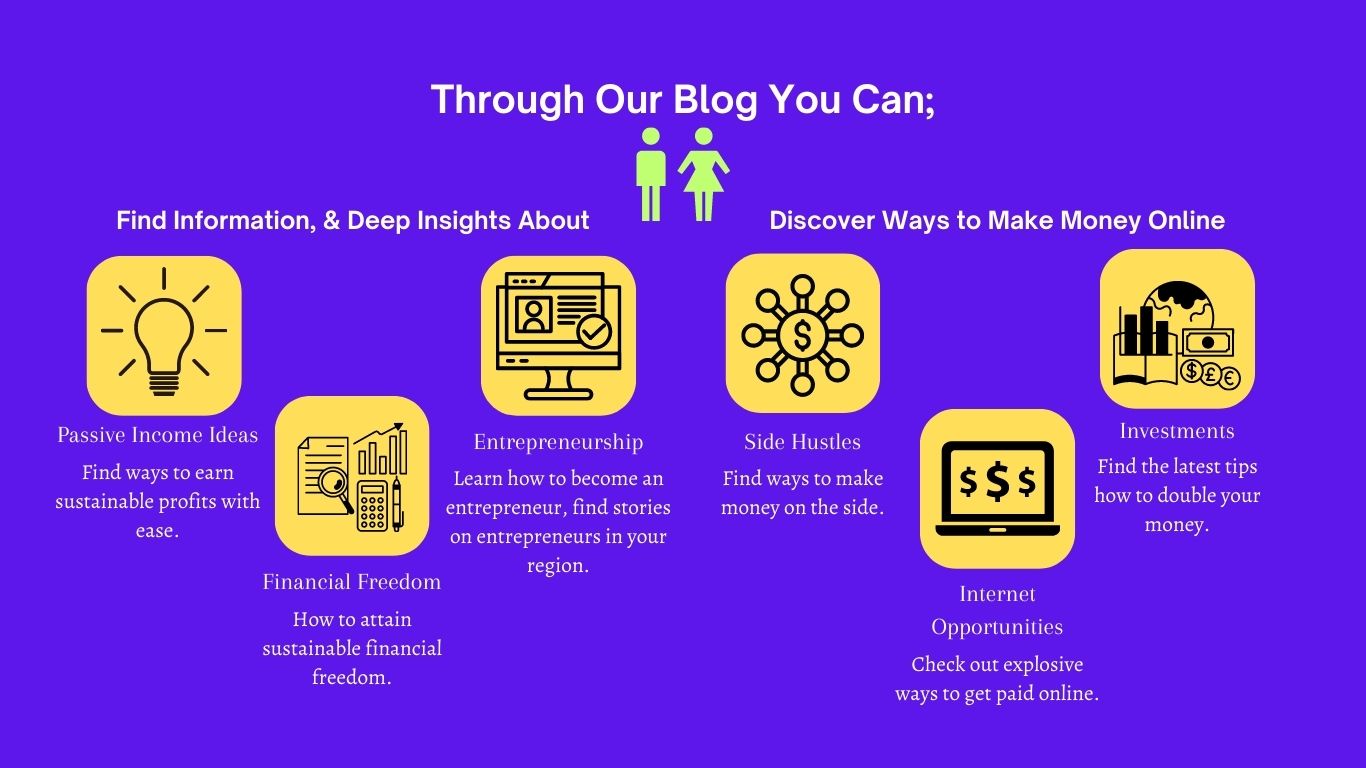 Through Our Blog You Can;
Find Information, & Deep Insights About
Passive Income Ideas
Find ways to earn
sustainable profits with
ease.
Financial Freedom
How to attain
sustainable financial
freedom.
Entrepreneurship
Learn how to become an
entrepreneur, find stories
on entrepreneurs in your
region.
Discover Ways to Make Money Online
$
Side Hustles
Find ways to make
money on the side.
$ $ $
Internet
Opportunities
Check out explosive
ways to get paid online.
$ £ €
Investments
Find the latest tips
how to double your
money.